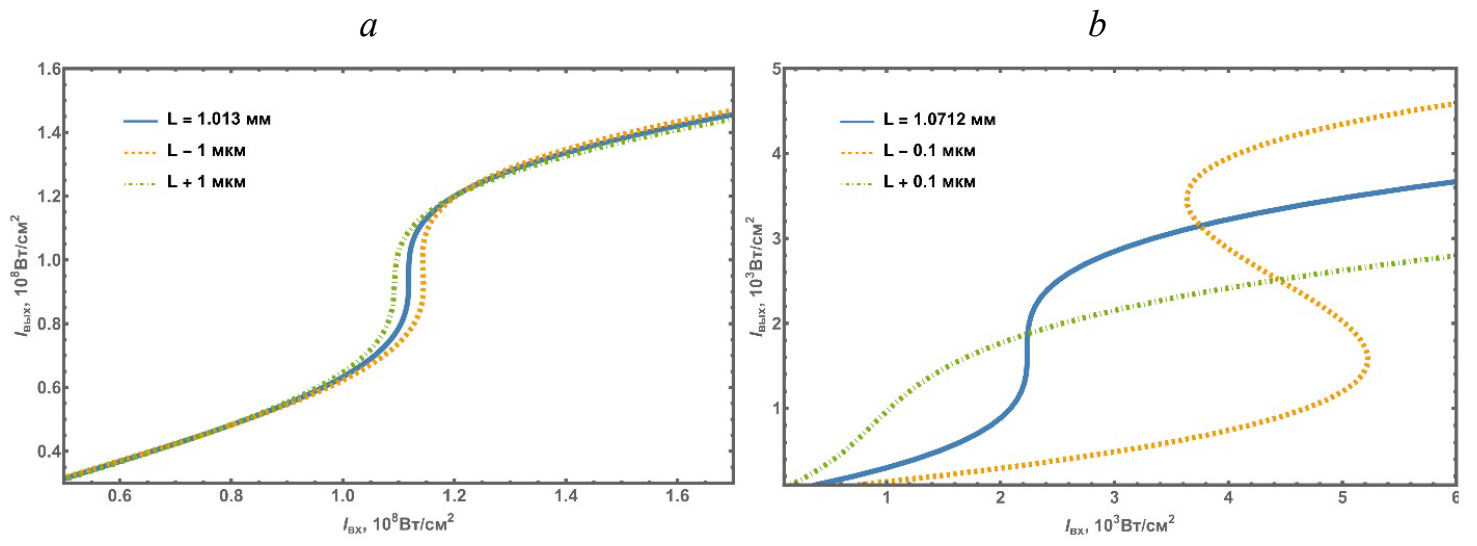 a
b
1.6
1.4
1.2
1.0
0.8
0.6
0.4
L = 1.013 мм
L − 1 мкм
L + 1 мкм
Iвых, 10⁸Вт/см²
0.6
0.8
1.0
1.2
1.4
1.6
Iвх, 10⁸Вт/см²
5
4
3
2
1
L = 1.0712 мм
L − 0.1 мкм
L + 0.1 мкм
Iвых, 10³Вт/см²
1
2
3
4
5
6
Iвх, 10³Вт/см²